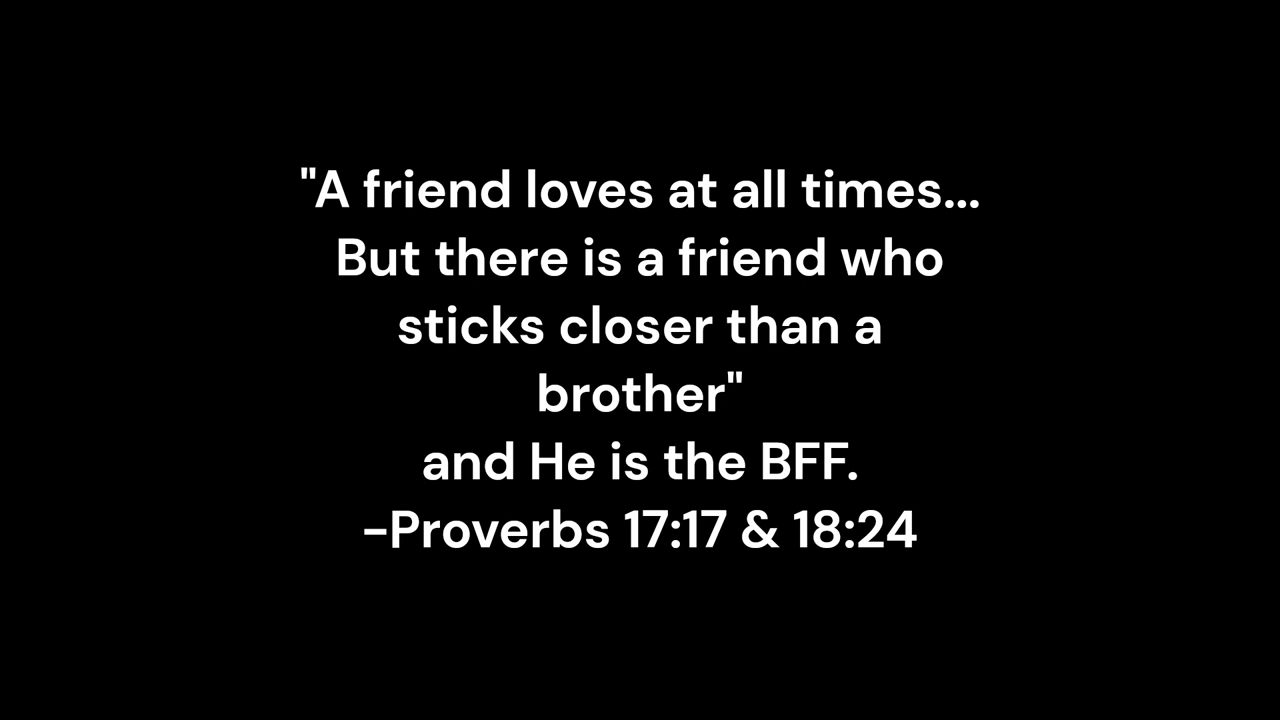 "A friend loves at all times...
But there is a friend who
sticks closer than a
brother"
and He is the BFF.
-Proverbs 17:17 & 18:24